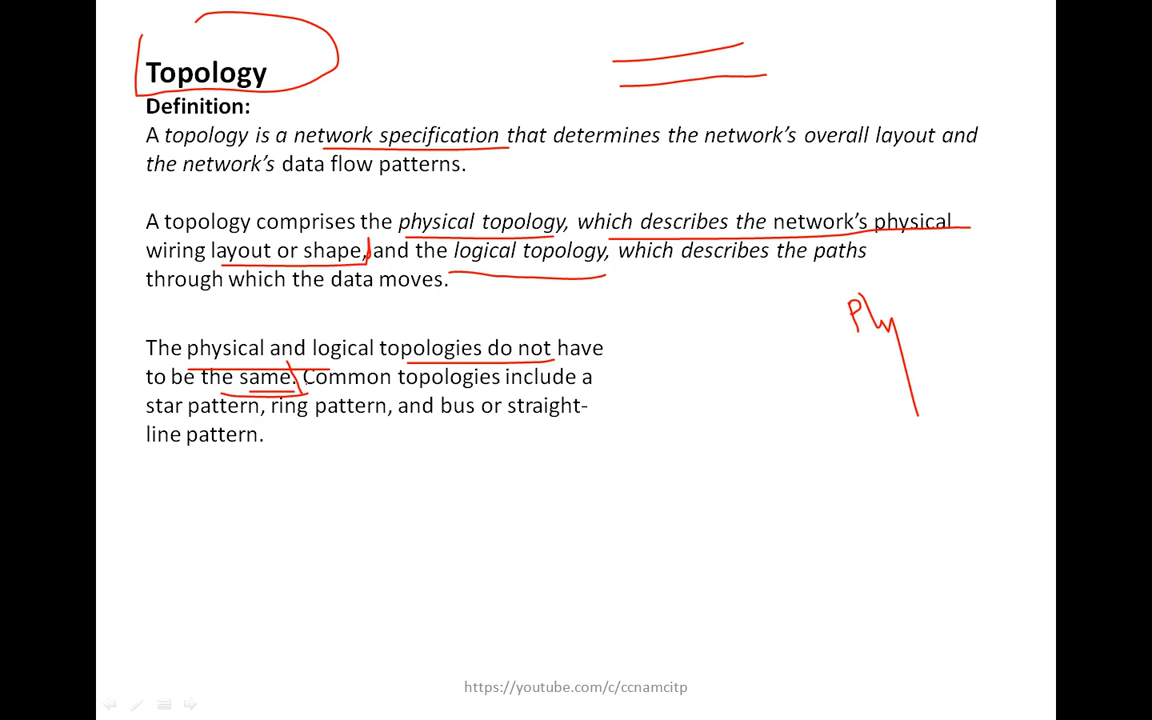 Topology
Definition:
A topology is a network specification that determines the network's overall layout and
the network's data flow patterns.
A topology comprises the physical topology, which describes the network's physical
wiring layout or shape, and the logical topology, which describes the paths
through which the data moves.
Phy
The physical and logical topologies do not have
to be the same. Common topologies include a
star pattern, ring pattern, and bus or straight-
line pattern.
https://youtube.com/c/ccnamcitp